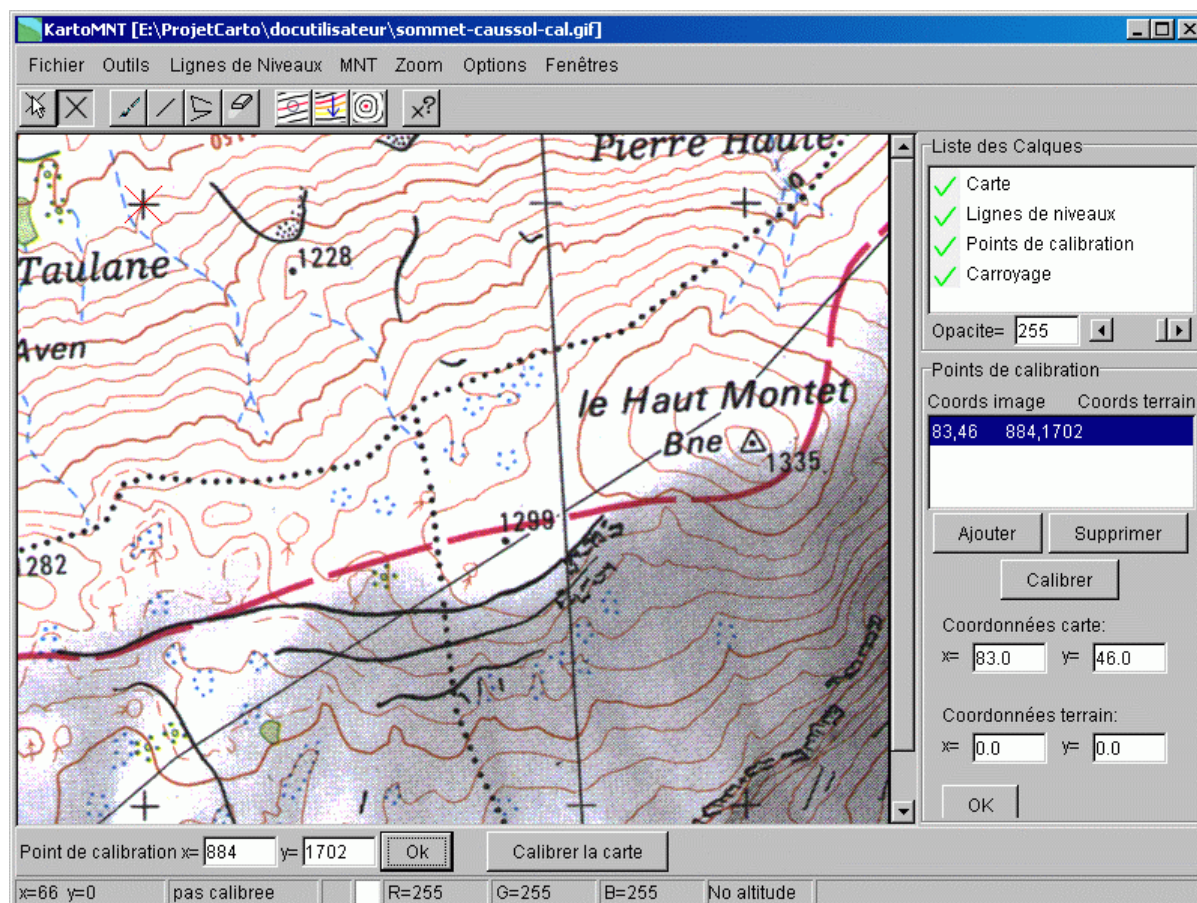 KartoMNT [E:\ProjetCarto\docutilisateur\sommet-caussol-cal.gif]
Fichier Outils Lignes de Niveaux MNT Zoom Options Fenêtres
x?
Pierre Haute
Taulane
1228
Aven
le Haut Montet
Bne
1335
1299
1282
Liste des Calques
Carte
Lignes de niveaux
Points de calibration
Carroyage
Opacite= 255
Points de calibration
Coords image Coords terrain
83,46 884,1702
Ajouter Supprimer
Calibrer
Coordonnées carte:
x= 83.0 y= 46.0
Coordonnées terrain:
x= 0.0 y= 0.0
OK
Point de calibration x= 884 y= 1702 Ok Calibrer la carte
x=66 y=0 pas calibree R=255 G=255 B=255 No altitude